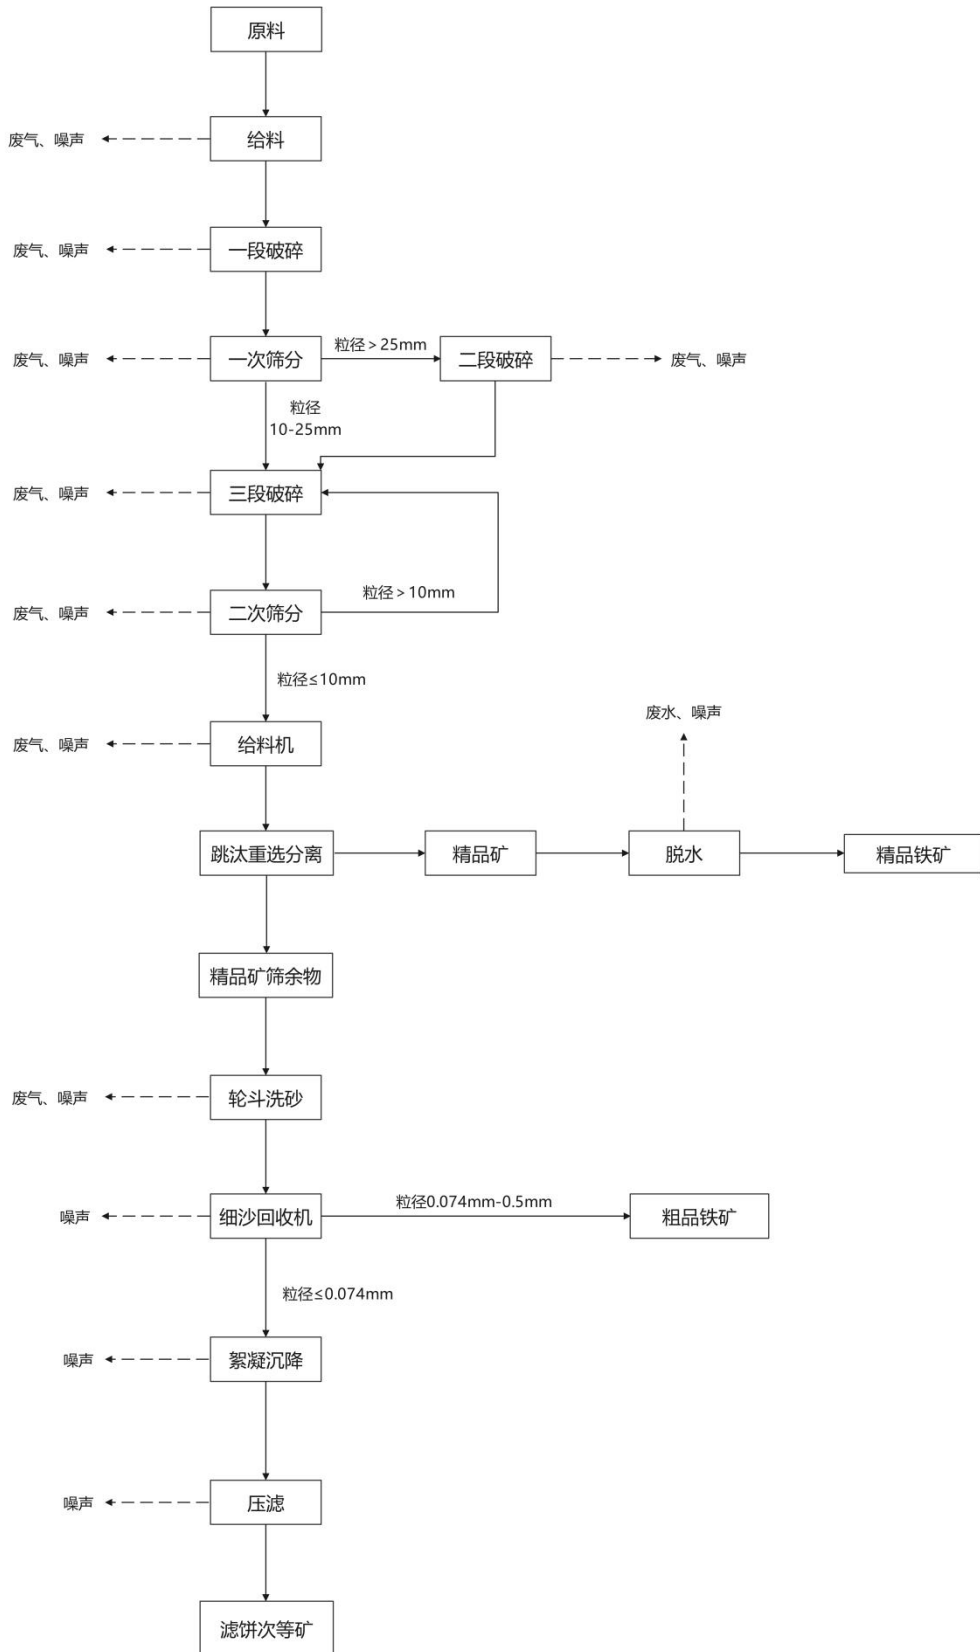 原料
废气、噪声
给料
废气、噪声
一段破碎
废气、噪声
一次筛分
粒径＞25mm
二段破碎
废气、噪声
粒径
10-25mm
废气、噪声
三段破碎
废气、噪声
二次筛分
粒径＞10mm
粒径≤10mm
废水、噪声
废气、噪声
给料机
跳汰重选分离
精品矿
脱水
精品铁矿
精品矿筛余物
废气、噪声
轮斗洗砂
噪声
细沙回收机
粒径0.074mm-0.5mm
粗品铁矿
粒径≤0.074mm
噪声
絮凝沉降
噪声
压滤
滤饼次等矿